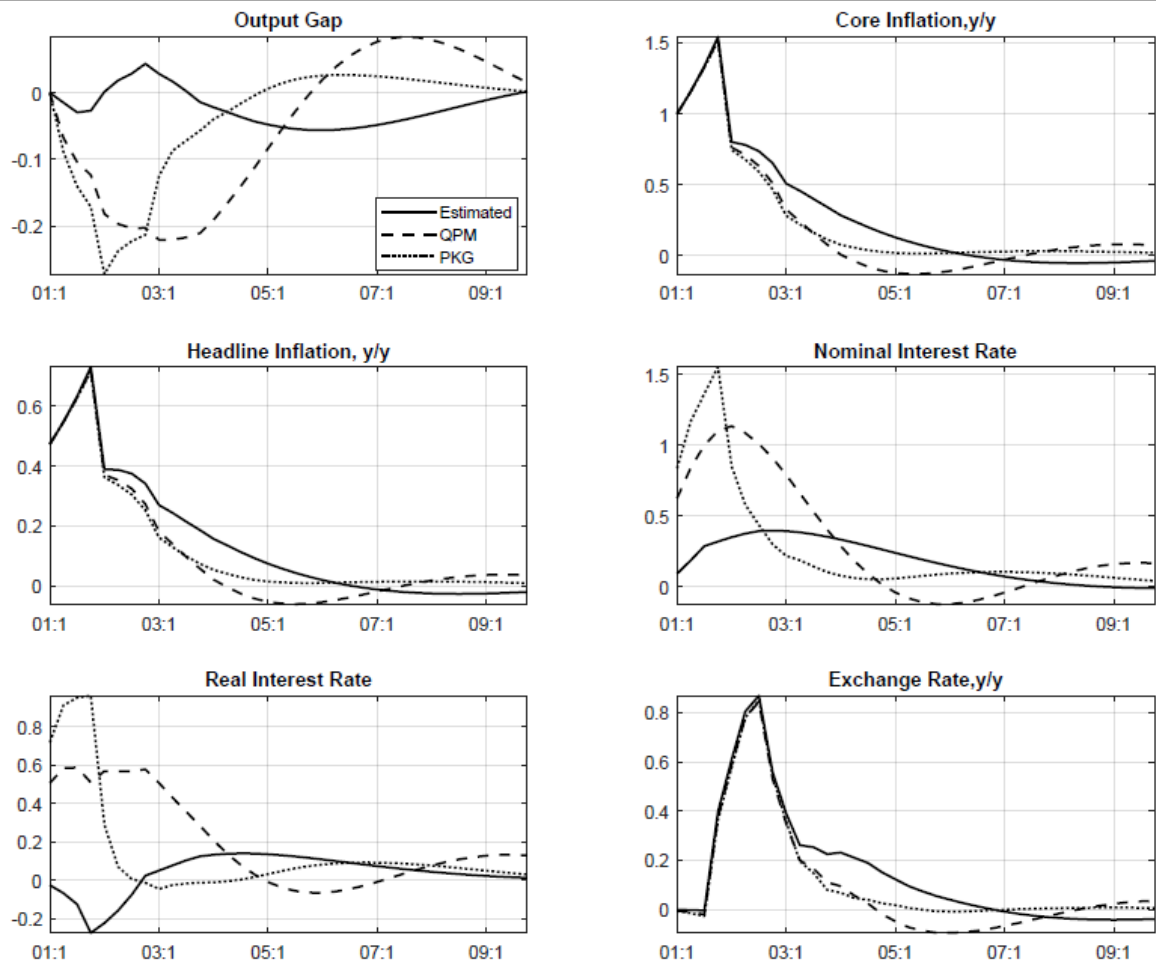 Output Gap
0
-0.1
-0.2
01:1 03:1 05:1 07:1 09:1
Estimated
QPM
PKG
Core Inflation,y/y
1.5
1
0.5
0
01:1 03:1 05:1 07:1 09:1
Headline Inflation, y/y
0.6
0.4
0.2
0
01:1 03:1 05:1 07:1 09:1
Nominal Interest Rate
1.5
1
0.5
0
01:1 03:1 05:1 07:1 09:1
Real Interest Rate
0.8
0.6
0.4
0.2
0
-0.2
01:1 03:1 05:1 07:1 09:1
Exchange Rate,y/y
0.8
0.6
0.4
0.2
0
01:1 03:1 05:1 07:1 09:1